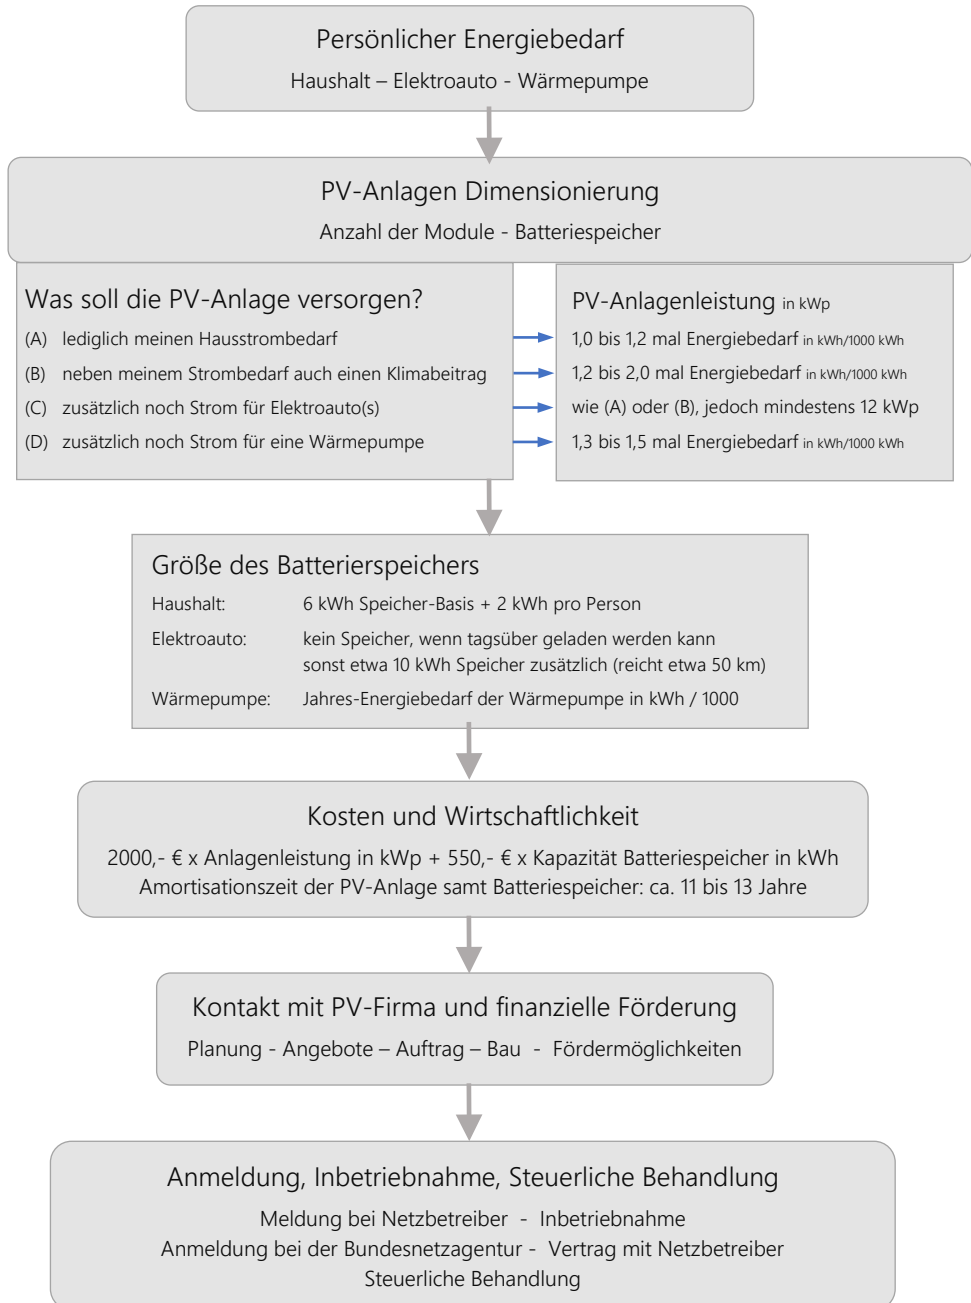 Persönlicher Energiebedarf
Haushalt – Elektroauto - Wärmepumpe
PV-Anlagen Dimensionierung
Anzahl der Module - Batteriespeicher
Was soll die PV-Anlage versorgen?
(A) lediglich meinen Hausstrombedarf
(B) neben meinem Strombedarf auch einen Klimabeitrag
(C) zusätzlich noch Strom für Elektroauto(s)
(D) zusätzlich noch Strom für eine Wärmepumpe
PV-Anlagenleistung in kWp
1,0 bis 1,2 mal Energiebedarf in kWh/1000 kWh
1,2 bis 2,0 mal Energiebedarf in kWh/1000 kWh
wie (A) oder (B), jedoch mindestens 12 kWp
1,3 bis 1,5 mal Energiebedarf in kWh/1000 kWh
Größe des Batterierspeichers
Haushalt: 6 kWh Speicher-Basis + 2 kWh pro Person
Elektroauto: kein Speicher, wenn tagsüber geladen werden kann
sonst etwa 10 kWh Speicher zusätzlich (reicht etwa 50 km)
Wärmepumpe: Jahres-Energiebedarf der Wärmepumpe in kWh / 1000
Kosten und Wirtschaftlichkeit
2000,- € x Anlagenleistung in kWp + 550,- € x Kapazität Batteriespeicher in kWh
Amortisationszeit der PV-Anlage samt Batteriespeicher: ca. 11 bis 13 Jahre
Kontakt mit PV-Firma und finanzielle Förderung
Planung - Angebote – Auftrag – Bau - Fördermöglichkeiten
Anmeldung, Inbetriebnahme, Steuerliche Behandlung
Meldung bei Netzbetreiber - Inbetriebnahme
Anmeldung bei der Bundesnetzagentur - Vertrag mit Netzbetreiber
Steuerliche Behandlung